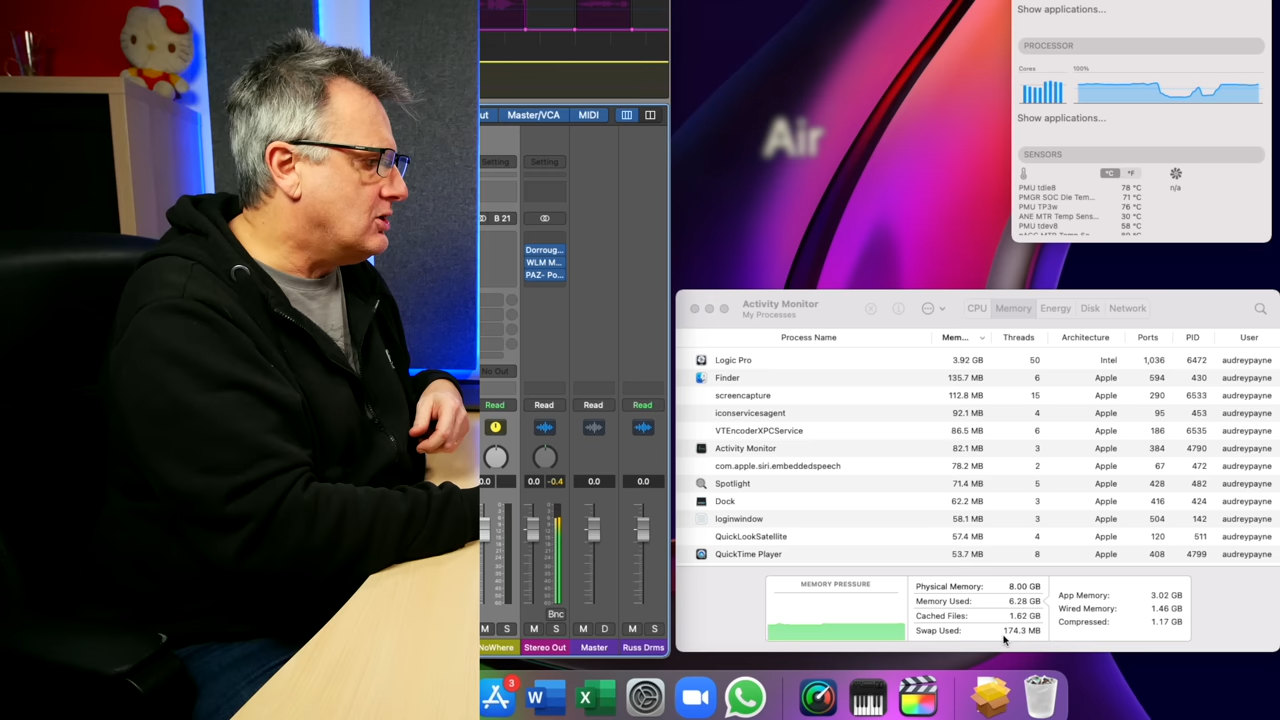 ut Master/VCA MIDI
Setting Setting
B 21
Dorroug...
WLM M...
PAZ- Po...
No Out
Read Read Read Read
0.0 0.0 -0.4 0.0 0.0
Bnc
M S M S M D M S
NoWhere Stereo Out Master Russ Drms
Air
Show applications...
PROCESSOR
Cores 100%
Show applications...
SENSORS
°C °F
n/a
PMU tdie8 78 °C
PMGR SOC Die Tem... 71 °C
PMU TP3w 76 °C
ANE MTR Temp Sens... 30 °C
PMU tdev8 58 °C
Activity Monitor
My Processes
CPU Memory Energy Disk Network
Process Name Mem... Threads Architecture Ports PID User
Logic Pro 3.92 GB 50 Intel 1,036 6472 audreypayne
Finder 135.7 MB 6 Apple 594 430 audreypayne
screencapture 112.8 MB 15 Apple 290 6533 audreypayne
iconservicesagent 92.1 MB 4 Apple 95 453 audreypayne
VTEncoderXPCService 86.5 MB 6 Apple 186 6535 audreypayne
Activity Monitor 82.1 MB 3 Apple 384 4790 audreypayne
com.apple.siri.embeddedspeech 78.2 MB 2 Apple 67 472 audreypayne
Spotlight 71.4 MB 5 Apple 428 482 audreypayne
Dock 62.2 MB 3 Apple 416 424 audreypayne
loginwindow 58.1 MB 3 Apple 504 142 audreypayne
QuickLookSatellite 57.4 MB 4 Apple 120 511 audreypayne
QuickTime Player 53.7 MB 8 Apple 408 4799 audreypayne
MEMORY PRESSURE
Physical Memory: 8.00 GB
Memory Used: 6.28 GB
Cached Files: 1.62 GB
Swap Used: 174.3 MB
App Memory: 3.02 GB
Wired Memory: 1.46 GB
Compressed: 1.17 GB
3
W X